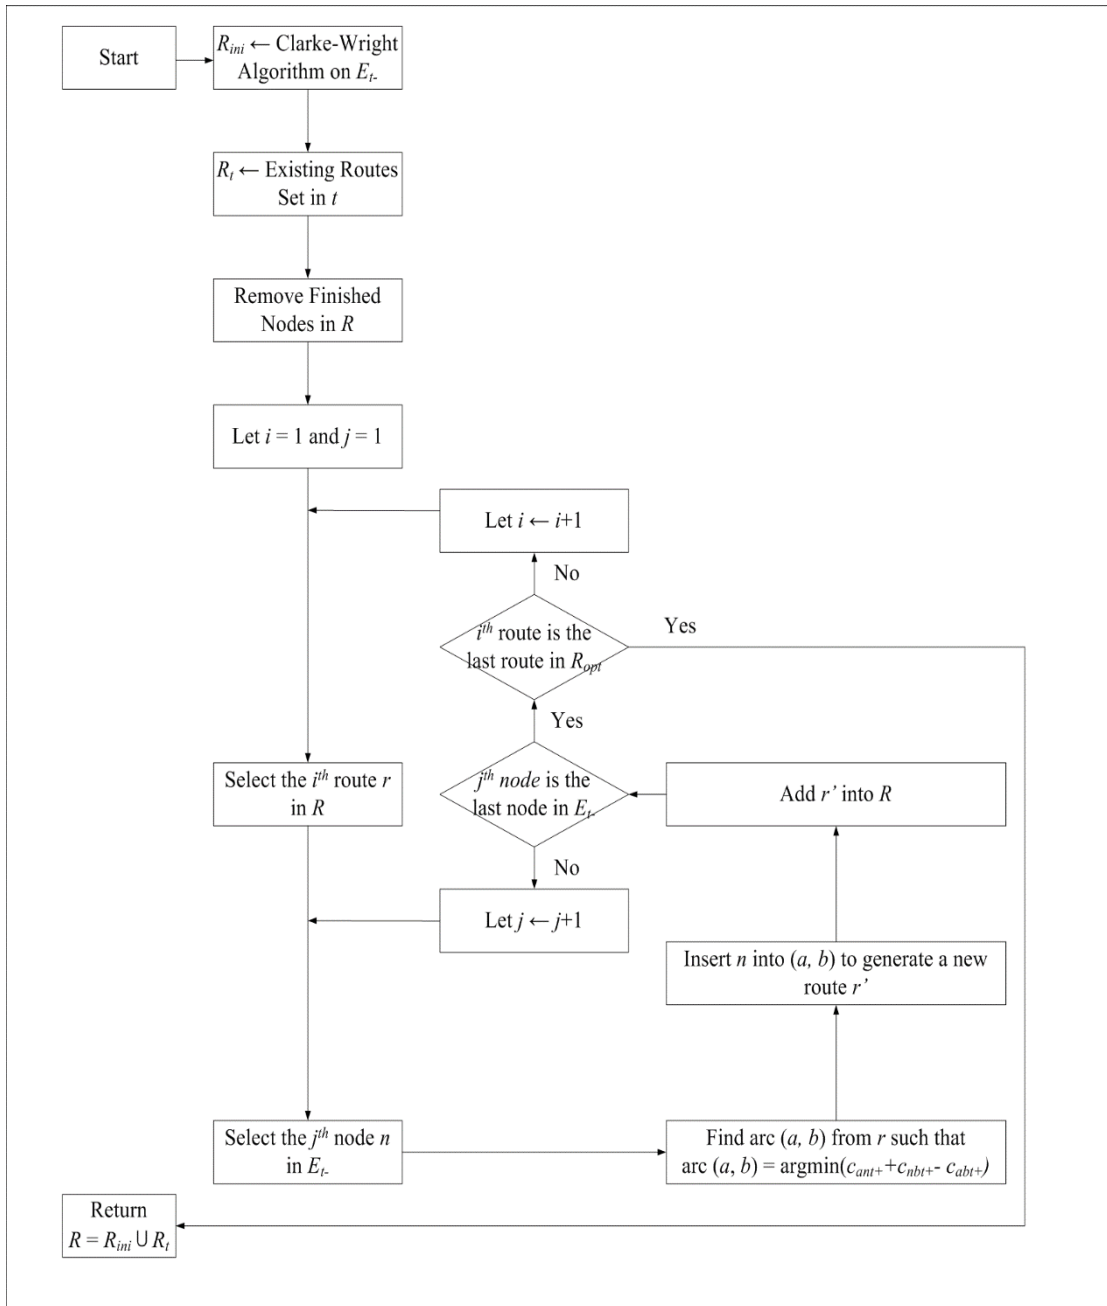 Start
R_ini ← Clarke-Wright
Algorithm on E_t-
R_t ← Existing Routes
Set in t
Remove Finished
Nodes in R
Let i = 1 and j = 1
Let i ← i+1
No
i^th route is the
last route in R_opt
Yes
Yes
Select the i^th route r
in R
j^th node is the
last node in E_t-
Add r’ into R
No
Let j ← j+1
Insert n into (a, b) to generate a new
route r’
Select the j^th node n
in E_t-
Find arc (a, b) from r such that
arc (a, b) = argmin(c_ant+ +c_nbt+ - c_abt+)
Return
R = R_ini ∪ R_t